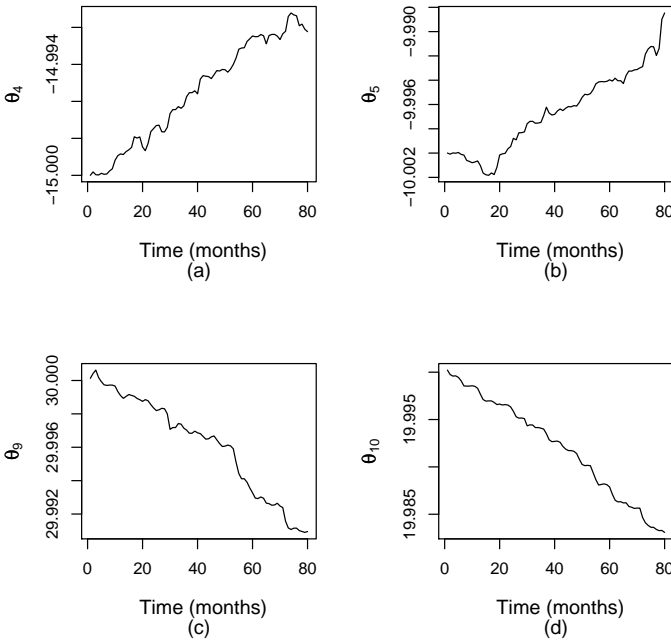 θ4
−15.000
−14.994
0
20
40
60
80
Time (months)
(a)
θ5
−10.002
−9.996
−9.990
0
20
40
60
80
Time (months)
(b)
θ9
29.992
29.996
30.000
0
20
40
60
80
Time (months)
(c)
θ10
19.985
19.995
0
20
40
60
80
Time (months)
(d)